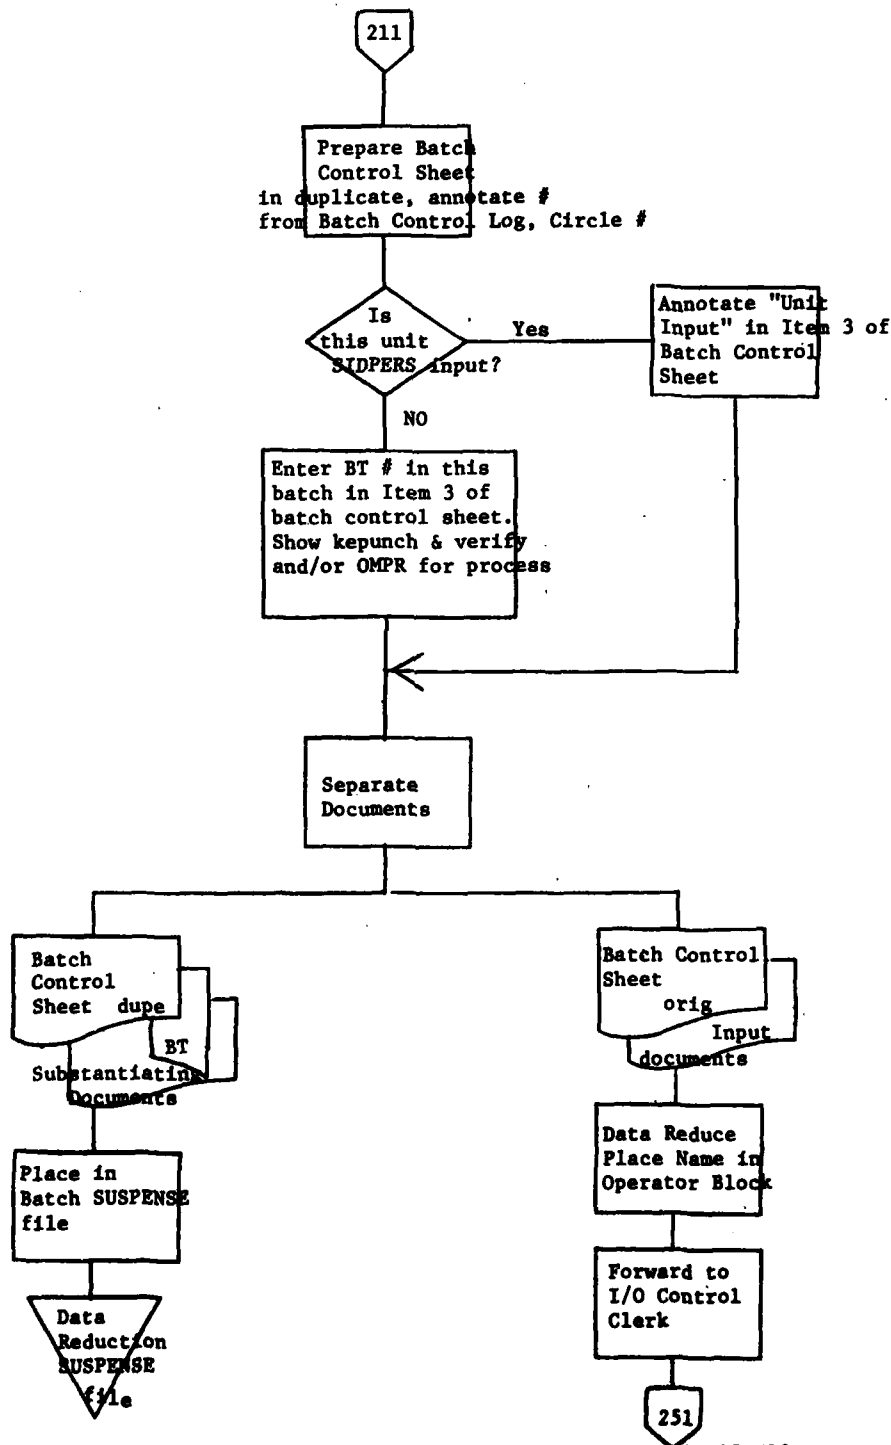 211
Prepare Batch
Control Sheet
in duplicate, annotate #
from Batch Control Log, Circle #
Is
this unit
SIDPERS input?
Yes
Annotate "Unit
Input" in Item 3 of
Batch Control
Sheet
NO
Enter BT # in this
batch in Item 3 of
batch control sheet.
Show kepunch & verify
and/or OMPR for process
Separate
Documents
Batch
Control
Sheet dupe
BT
Substantiating
Documents
Place in
Batch SUSPENSE
file
Data
Reduction
SUSPENSE
file
Batch Control
Sheet
orig
Input
documents
Data Reduce
Place Name in
Operator Block
Forward to
I/O Control
Clerk
251